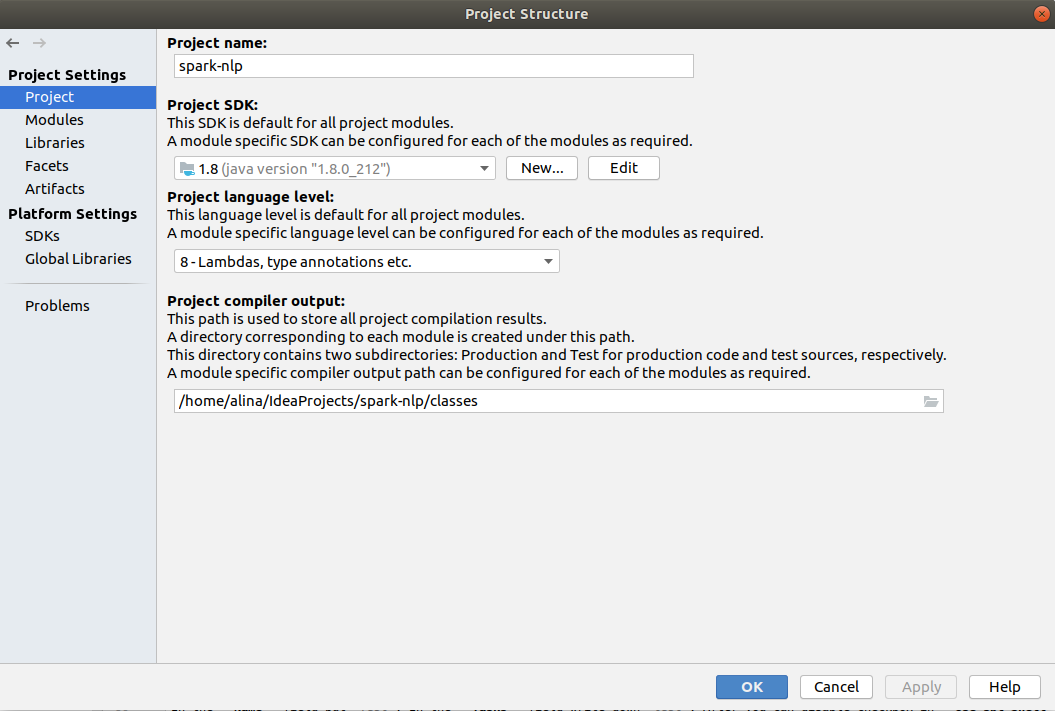 Project Structure
Project Settings
Project
Modules
Libraries
Facets
Artifacts
Platform Settings
SDKs
Global Libraries
Problems
Project name:
spark-nlp
Project SDK:
This SDK is default for all project modules.
A module specific SDK can be configured for each of the modules as required.
1.8 (java version "1.8.0_212")
New...
Edit
Project language level:
This language level is default for all project modules.
A module specific language level can be configured for each of the modules as required.
8 - Lambdas, type annotations etc.
Project compiler output:
This path is used to store all project compilation results.
A directory corresponding to each module is created under this path.
This directory contains two subdirectories: Production and Test for production code and test sources, respectively.
A module specific compiler output path can be configured for each of the modules as required.
/home/alina/IdeaProjects/spark-nlp/classes
OK
Cancel
Apply
Help